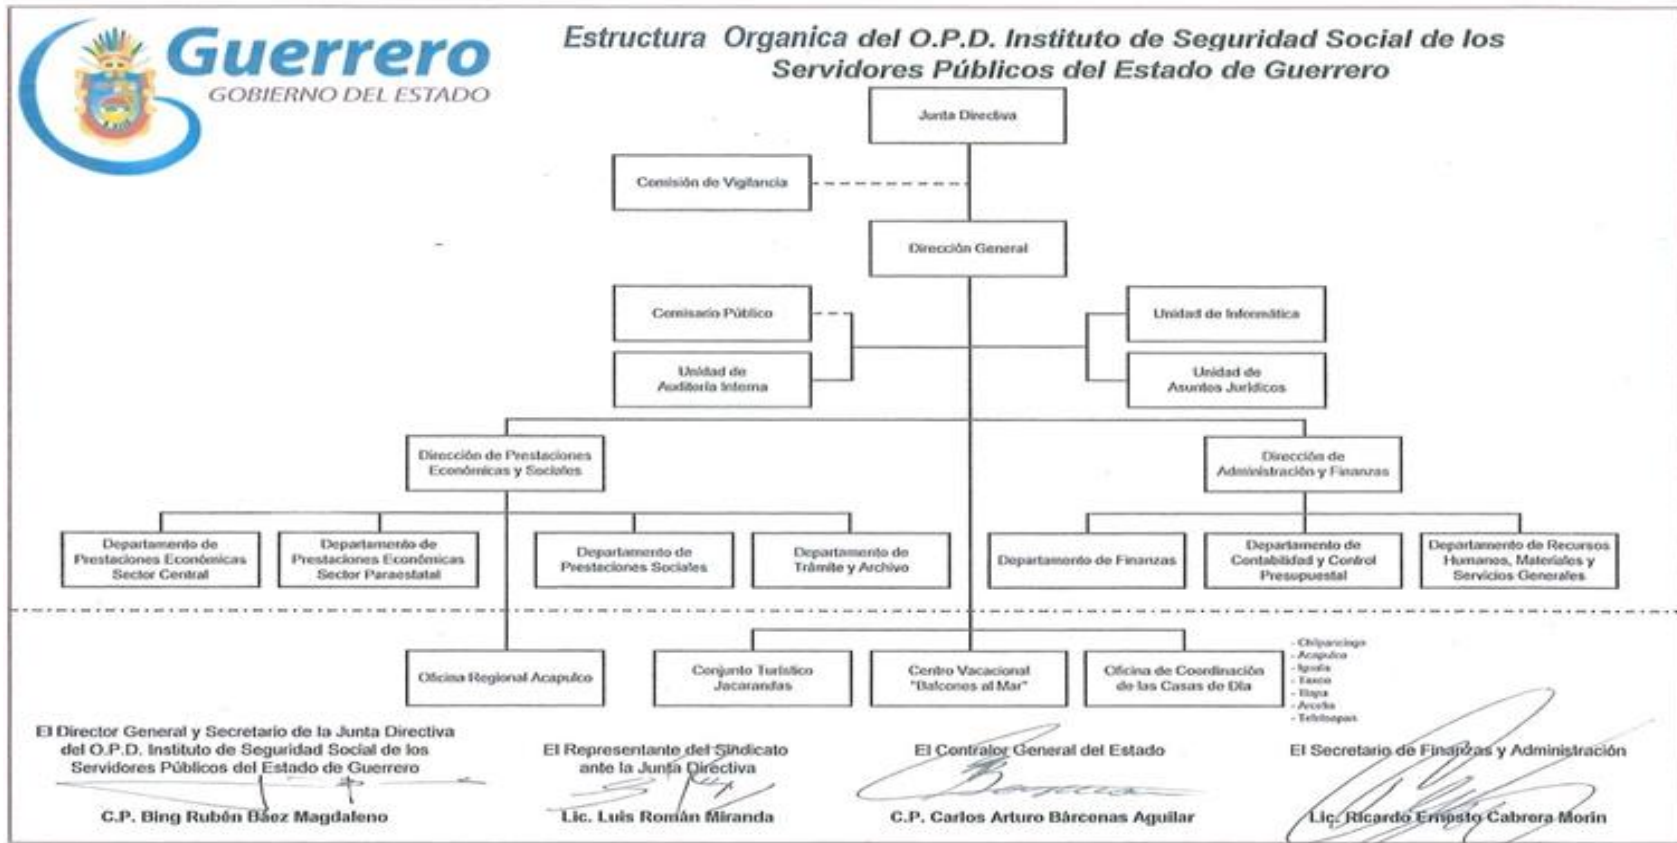 Guerrero
GOBIERNO DEL ESTADO
Estructura Organica del O.P.D. Instituto de Seguridad Social de los
Servidores Públicos del Estado de Guerrero
Junta Directiva
Comisión de Vigilancia
Dirección General
Comisario Público
Unidad de Informática
Unidad de
Auditoría Interna
Unidad de
Asuntos Jurídicos
Dirección de Prestaciones
Económicas y Sociales
Dirección de
Administración y Finanzas
Departamento de
Prestaciones Económicas
Sector Central
Departamento de
Prestaciones Económicas
Sector Paraestatal
Departamento de
Prestaciones Sociales
Departamento de
Trámite y Archivo
Departamento de Finanzas
Departamento de
Contabilidad y Control
Presupuestal
Departamento de Recursos
Humanos, Materiales y
Servicios Generales
Oficina Regional Acapulco
Conjunto Turístico
Jacarandas
Centro Vacacional
"Balcones al Mar"
Oficina de Coordinación
de las Casas de Día
- Chilpancingo
- Acapulco
- Iguala
- Taxco
- Tlapa
- Arcelia
- Teloloapan
El Director General y Secretario de la Junta Directiva
del O.P.D. Instituto de Seguridad Social de los
Servidores Públicos del Estado de Guerrero
C.P. Bing Rubén Báez Magdaleno
El Representante del Sindicato
ante la Junta Directiva
Lic. Luis Román Miranda
El Contralor General del Estado
C.P. Carlos Arturo Bárcenas Aguilar
El Secretario de Finanzas y Administración
Lic. Ricardo Ernesto Cabrera Morin